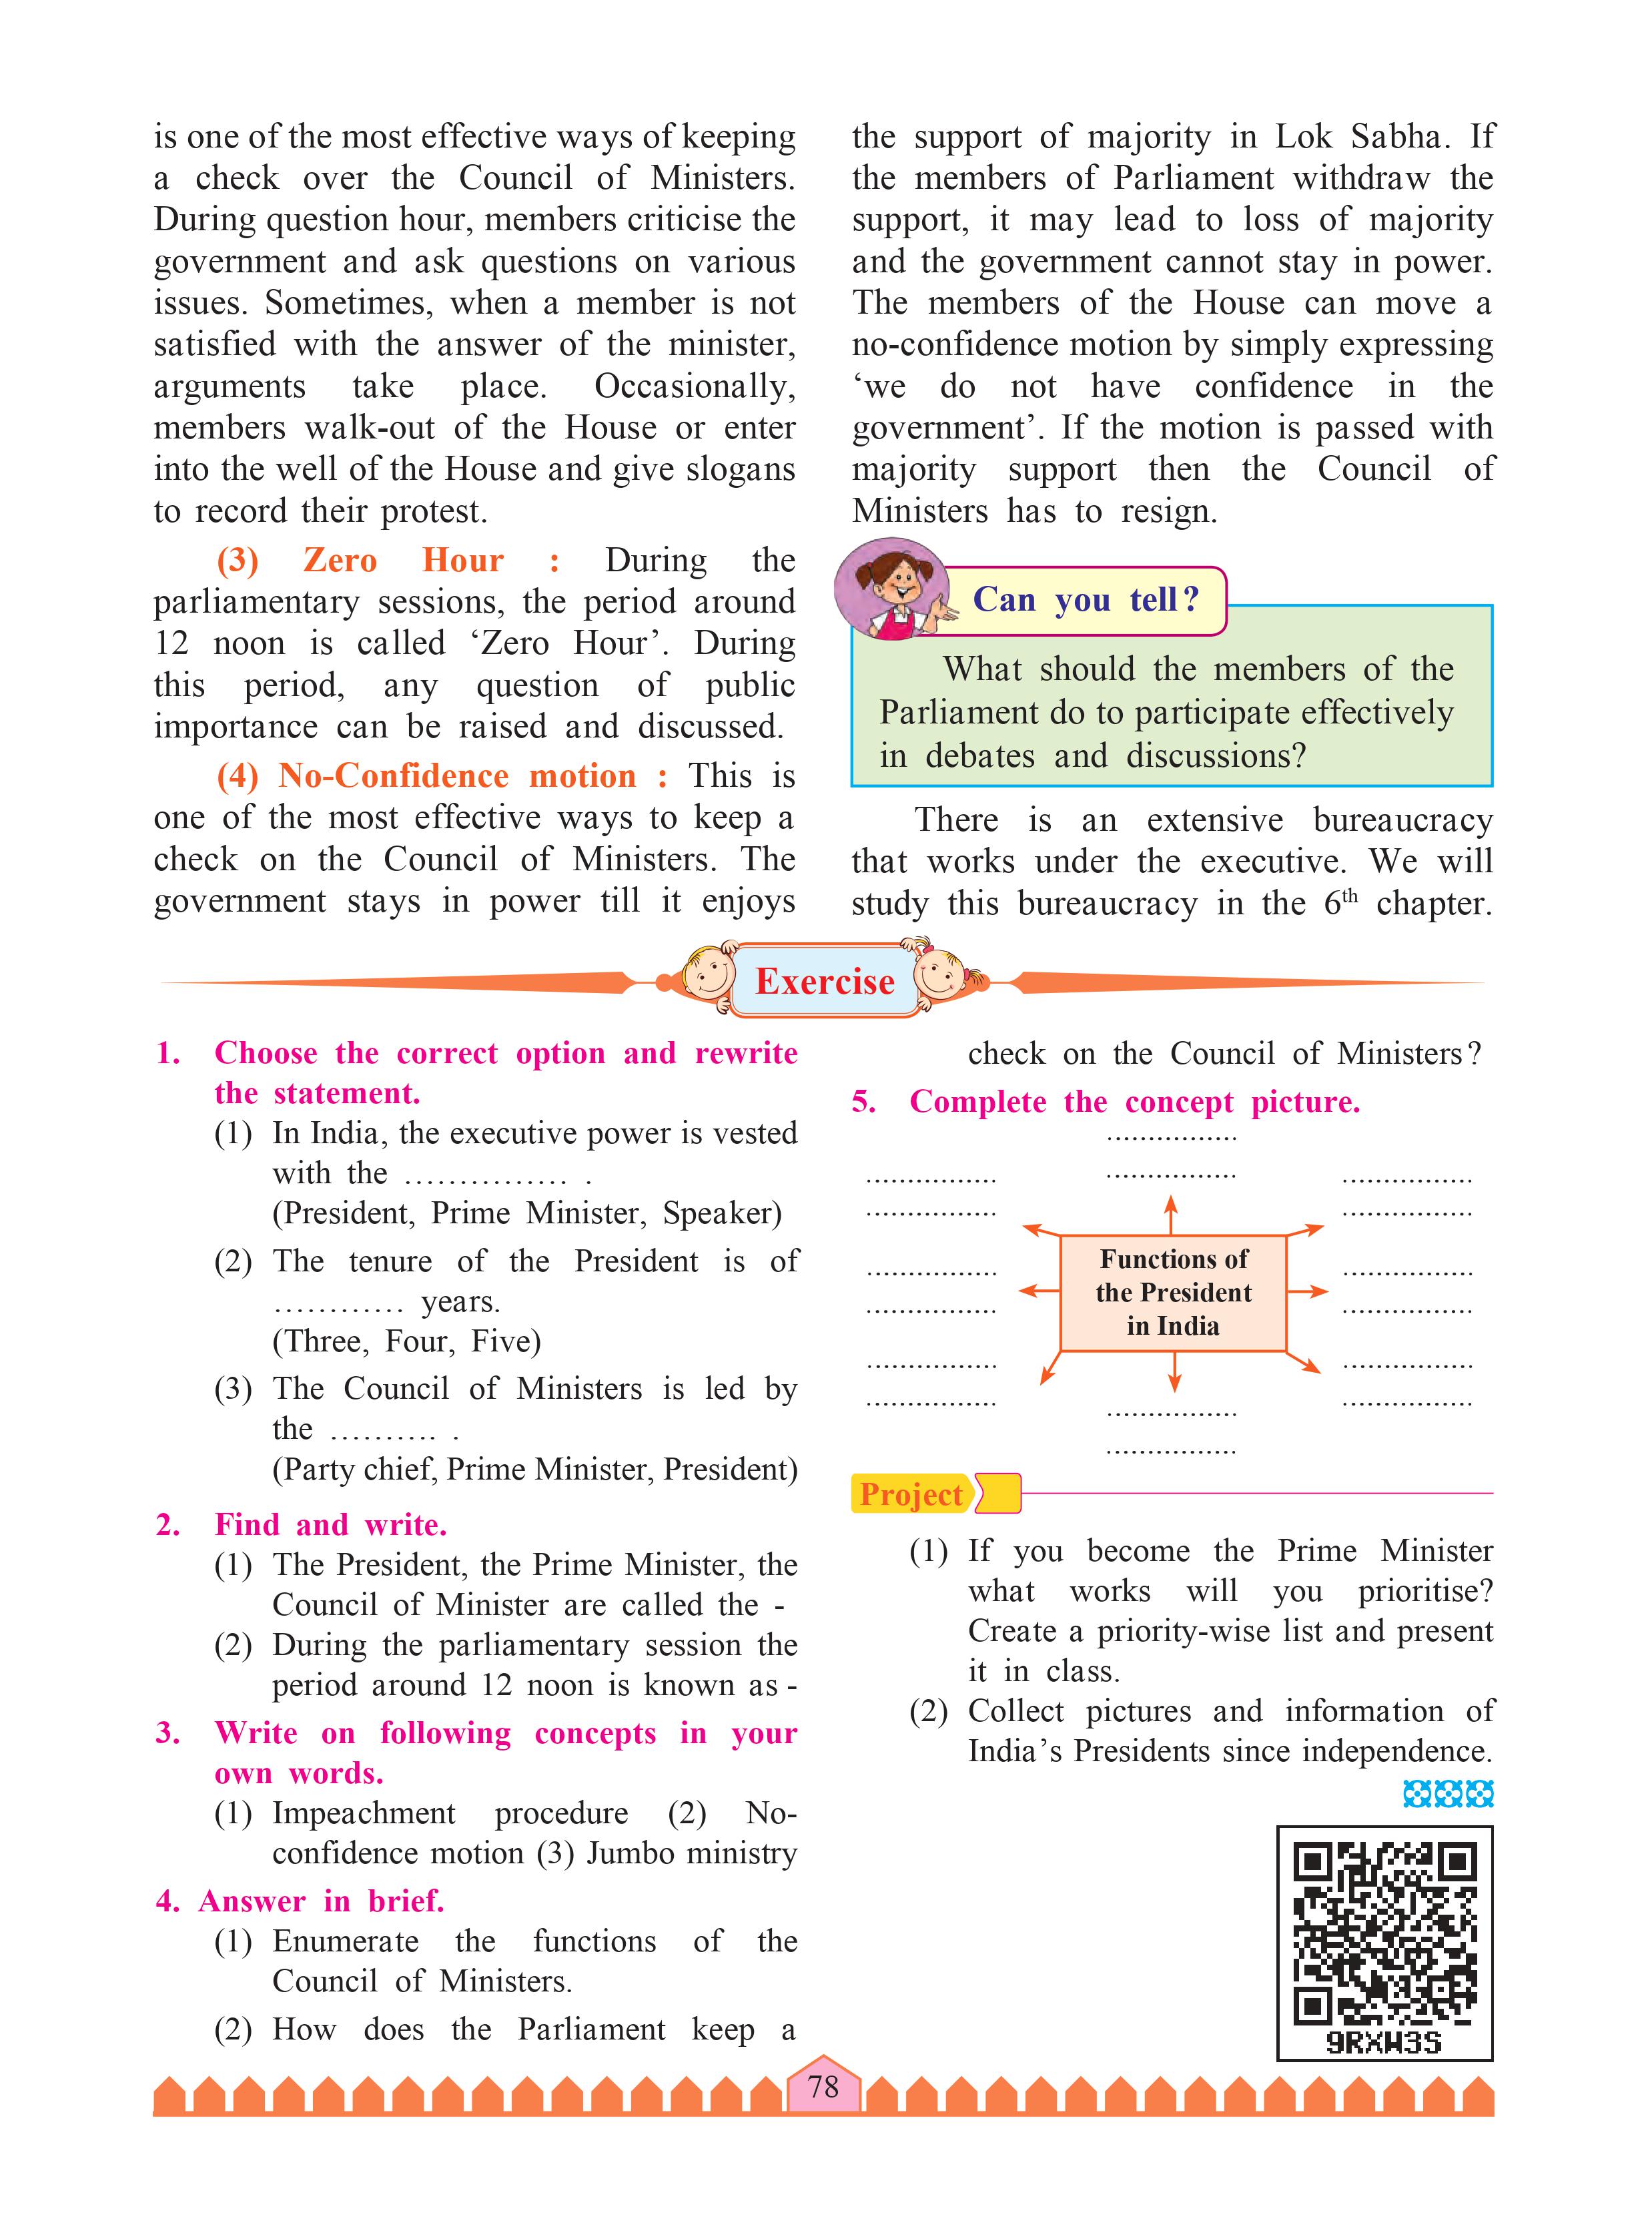 is one of the most effective ways of keeping
a check over the Council of Ministers.
During question hour, members criticise the
government and ask questions on various
issues. Sometimes, when a member is not
satisfied with the answer of the minister,
arguments take place. Occasionally,
members walk-out of the House or enter
into the well of the House and give slogans
to record their protest.
(3) Zero Hour : During the
parliamentary sessions, the period around
12 noon is called ‘Zero Hour’. During
this period, any question of public
importance can be raised and discussed.
(4) No-Confidence motion : This is
one of the most effective ways to keep a
check on the Council of Ministers. The
government stays in power till it enjoys
the support of majority in Lok Sabha. If
the members of Parliament withdraw the
support, it may lead to loss of majority
and the government cannot stay in power.
The members of the House can move a
no-confidence motion by simply expressing
‘we do not have confidence in the
government’. If the motion is passed with
majority support then the Council of
Ministers has to resign.
Can you tell?
What should the members of the
Parliament do to participate effectively
in debates and discussions?
There is an extensive bureaucracy
that works under the executive. We will
study this bureaucracy in the 6th chapter.
Exercise
1. Choose the correct option and rewrite
the statement.
(1) In India, the executive power is vested
with the ............... .
(President, Prime Minister, Speaker)
(2) The tenure of the President is of
............ years.
(Three, Four, Five)
(3) The Council of Ministers is led by
the .......... .
(Party chief, Prime Minister, President)
2. Find and write.
(1) The President, the Prime Minister, the
Council of Minister are called the -
(2) During the parliamentary session the
period around 12 noon is known as -
3. Write on following concepts in your
own words.
(1) Impeachment procedure (2) No-
confidence motion (3) Jumbo ministry
4. Answer in brief.
(1) Enumerate the functions of the
Council of Ministers.
(2) How does the Parliament keep a
check on the Council of Ministers?
5. Complete the concept picture.
Functions of
the President
in India
Project
(1) If you become the Prime Minister
what works will you prioritise?
Create a priority-wise list and present
it in class.
(2) Collect pictures and information of
India’s Presidents since independence.
9RXW3S
78